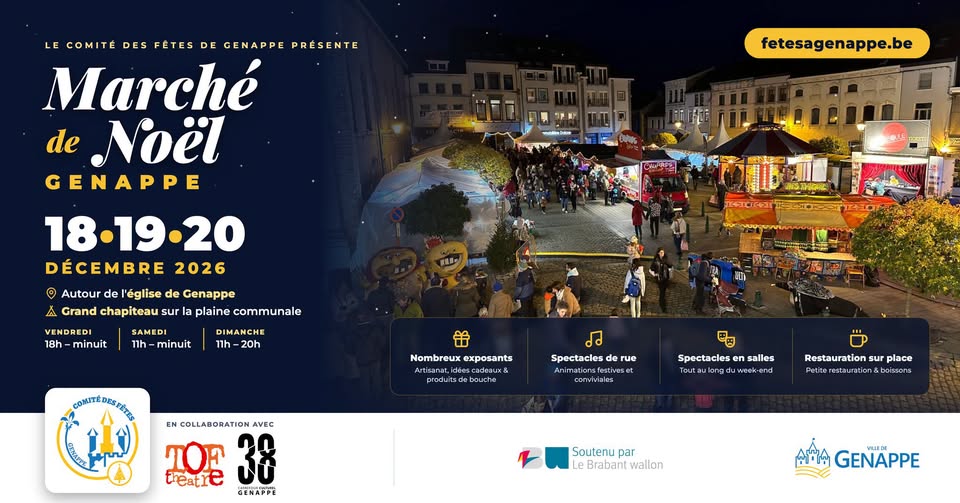 LE COMITÉ DES FÊTES DE GENAPPE PRÉSENTE
fetesagenappe.be
Marché
de Noël
GENAPPE
18•19•20
DÉCEMBRE 2026
Autour de l'église de Genappe
Grand chapiteau sur la plaine communale
VENDREDI
18h – minuit
SAMEDI
11h – minuit
DIMANCHE
11h – 20h
Nombreux exposants
Artisanat, idées cadeaux &
produits de bouche
Spectacles de rue
Animations festives et
conviviales
Spectacles en salles
Tout au long du week-end
Restauration sur place
Petite restauration & boissons
COMITÉ DES FÊTES
GENAPPE
EN COLLABORATION AVEC
TOF
théatre
38
CARREFOUR CULTUREL
GENAPPE
Soutenu par
Le Brabant wallon
VILLE DE
GENAPPE